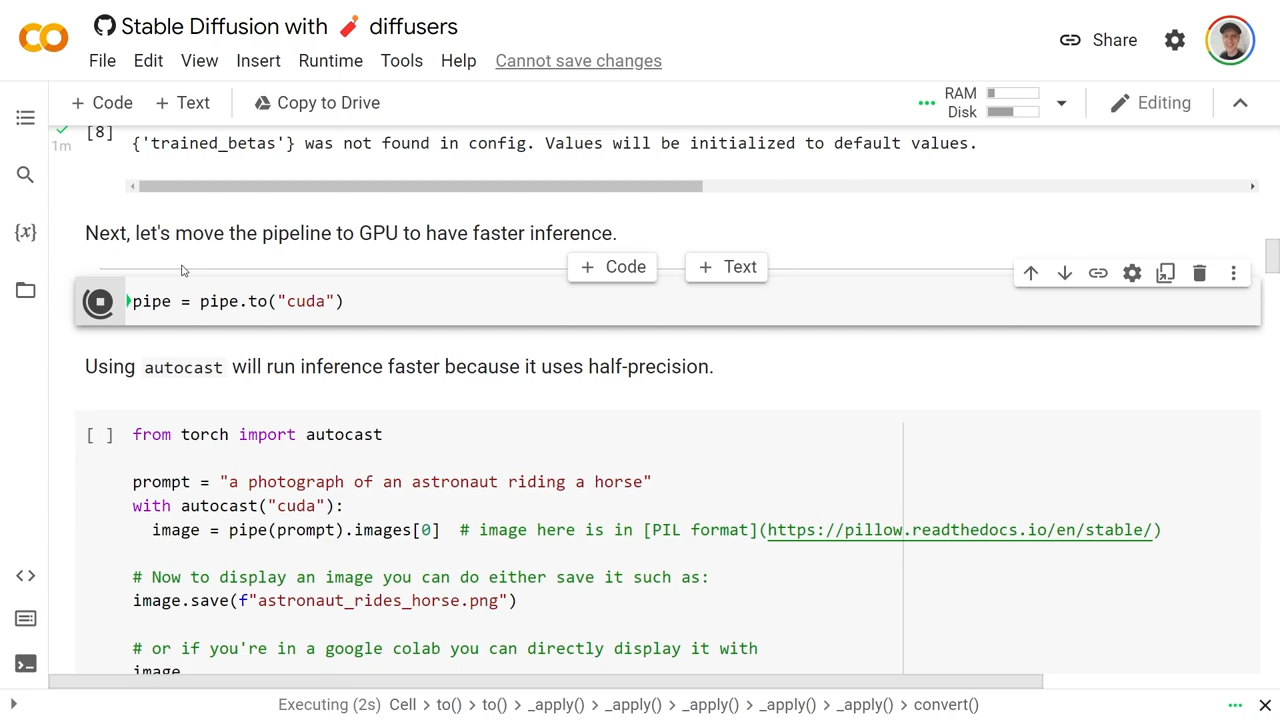 Stable Diffusion with 🧨 diffusers
File Edit View Insert Runtime Tools Help Cannot save changes
Share
+ Code + Text Copy to Drive
RAM
Disk
Editing
[8]
1m
{'trained_betas'} was not found in config. Values will be initialized to default values.
Next, let's move the pipeline to GPU to have faster inference.
+ Code + Text
pipe = pipe.to("cuda")
Using autocast will run inference faster because it uses half-precision.
[ ] from torch import autocast
prompt = "a photograph of an astronaut riding a horse"
with autocast("cuda"):
image = pipe(prompt).images[0]  # image here is in [PIL format](https://pillow.readthedocs.io/en/stable/)
# Now to display an image you can do either save it such as:
image.save(f"astronaut_rides_horse.png")
# or if you're in a google colab you can directly display it with
image
{x}
Executing (2s) Cell > to() > to() > _apply() > _apply() > _apply() > _apply() > _apply() > convert()